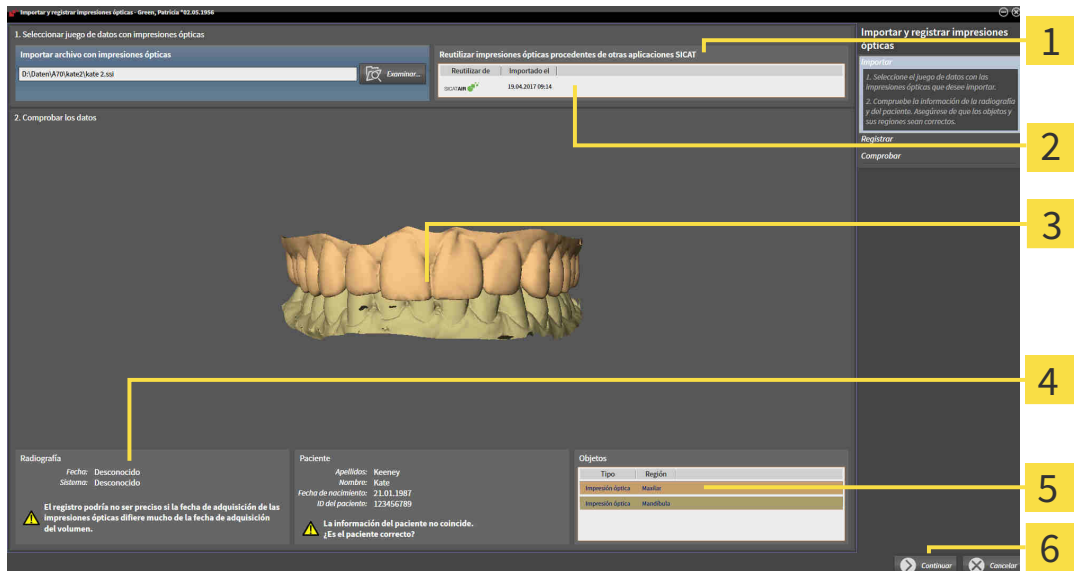 Importar y registrar impresiones ópticas - Green, Patricia *02.05.1956
1. Seleccionar juego de datos con impresiones ópticas
Importar archivo con impresiones ópticas
D:\Daten\A70\kate2\kate 2.ssi
Examinar...
Reutilizar impresiones ópticas procedentes de otras aplicaciones SICAT
Reutilizar de Importado el
SICAT AIR 19.04.2017 09:14
2. Comprobar los datos
Radiografía
Fecha: Desconocido
Sistema: Desconocido
El registro podría no ser preciso si la fecha de adquisición de las
impresiones ópticas difiere mucho de la fecha de adquisición
del volumen.
Paciente
Apellidos: Keeney
Nombre: Kate
Fecha de nacimiento: 21.01.1987
ID del paciente: 123456789
La información del paciente no coincide.
¿Es el paciente correcto?
Objetos
Tipo Región
Impresión óptica Maxilar
Impresión óptica Mandíbula
Importar y registrar impresiones
ópticas
Importar
1. Seleccione el juego de datos con las
impresiones ópticas que desee importar.
2. Compruebe la información de la radiografía
y del paciente. Asegúrese de que los objetos y
sus regiones sean correctos.
Registrar
Comprobar
Continuar
Cancelar
1
2
3
4
5
6